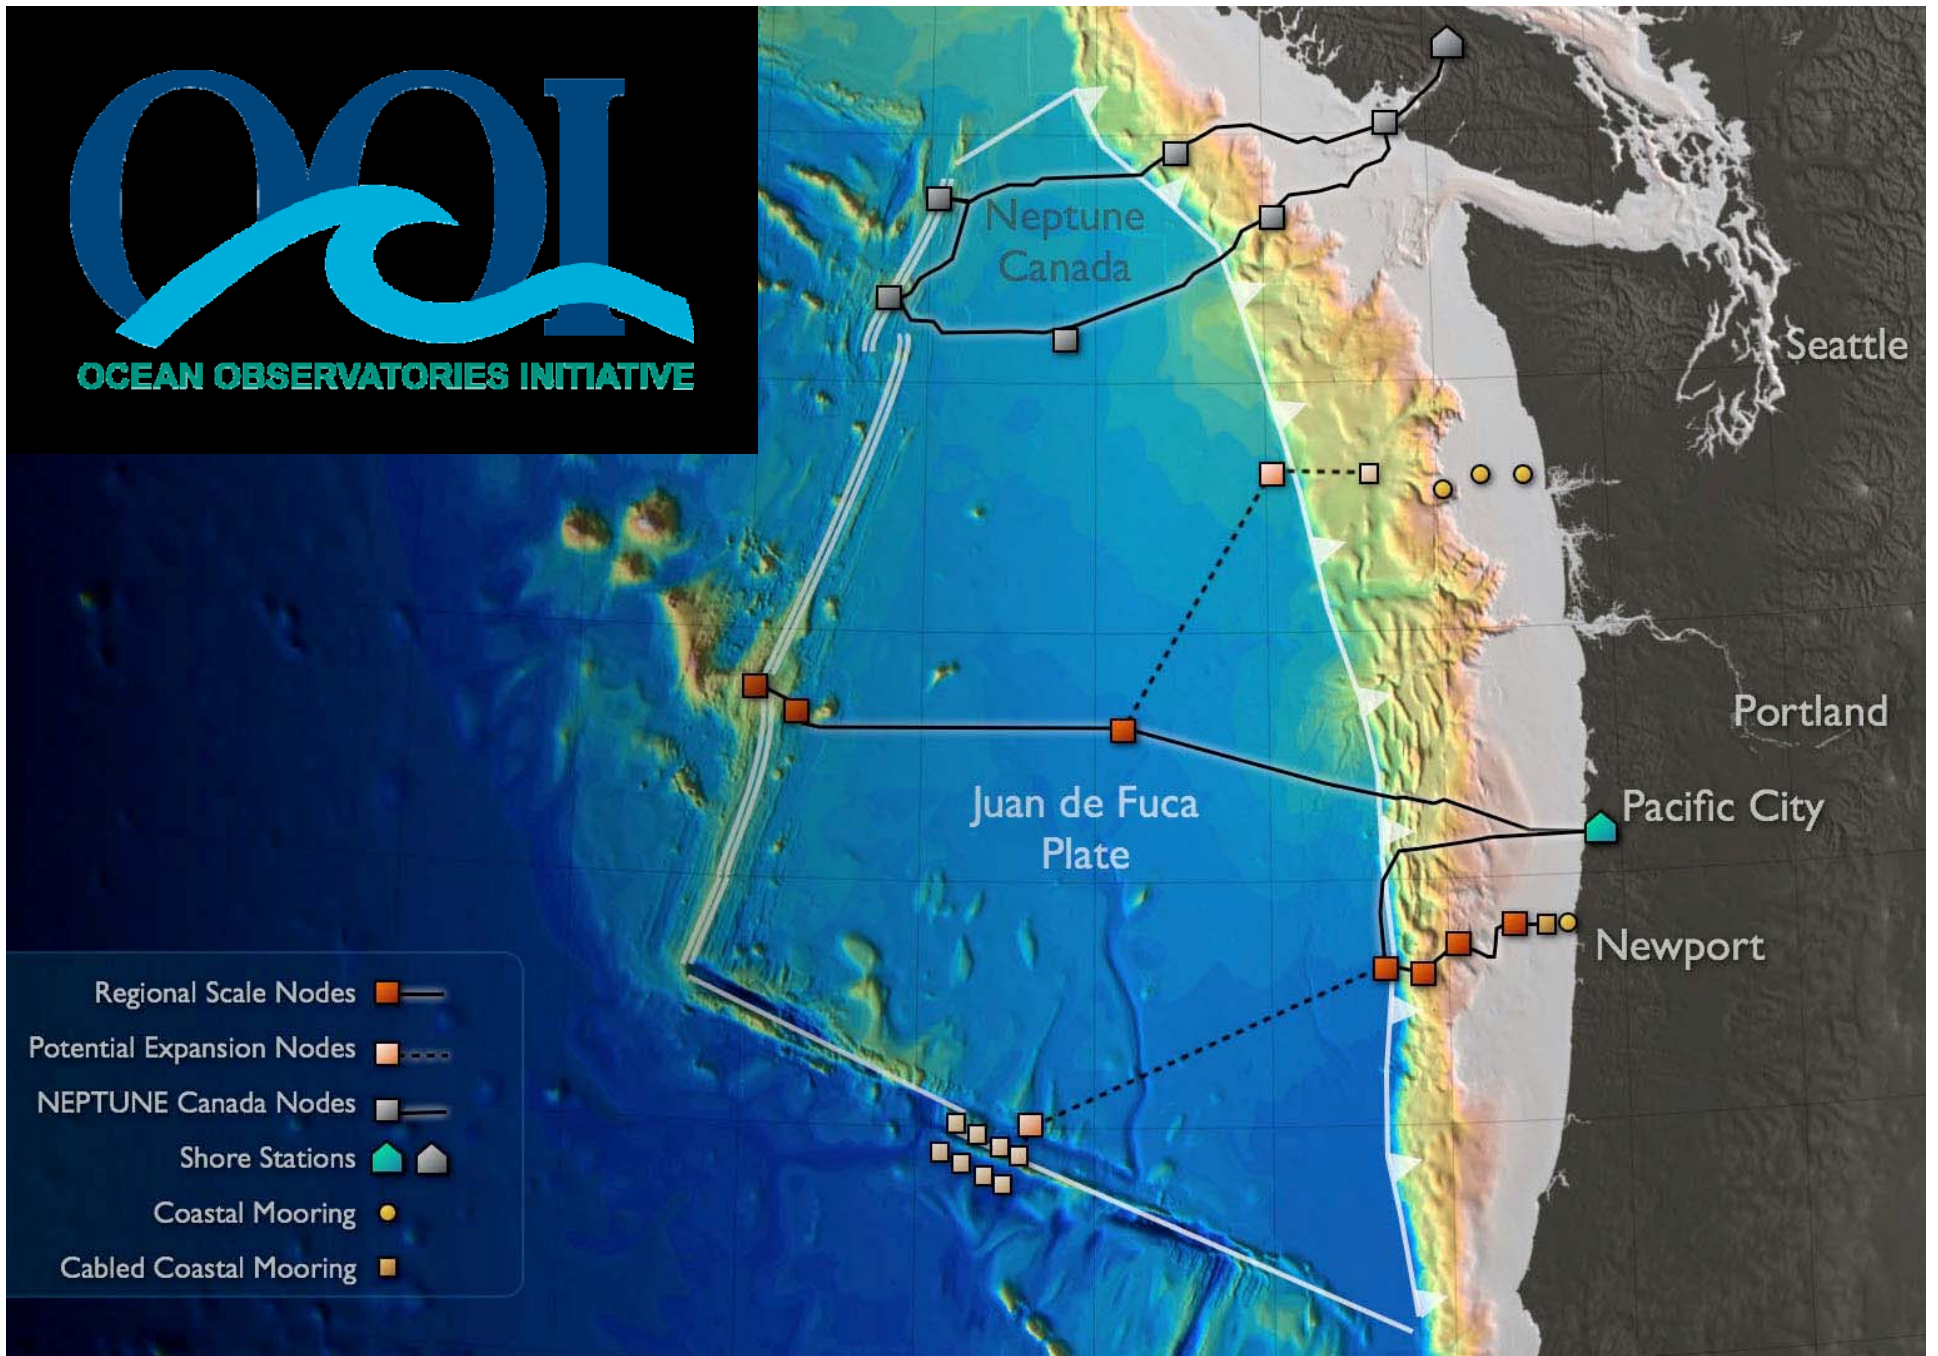 OOI
OCEAN OBSERVATORIES INITIATIVE
Neptune
Canada
Seattle
Portland
Juan de Fuca
Plate
Pacific City
Newport
Regional Scale Nodes
Potential Expansion Nodes
NEPTUNE Canada Nodes
Shore Stations
Coastal Mooring
Cabled Coastal Mooring